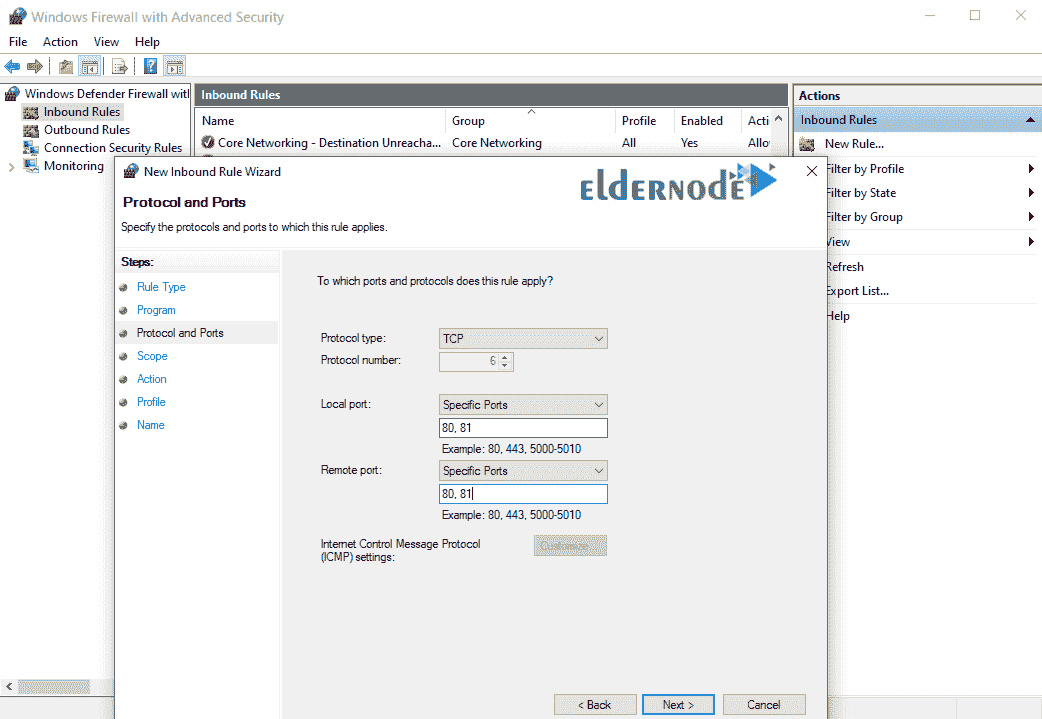 Windows Firewall with Advanced Security
File Action View Help
Windows Defender Firewall witl
Inbound Rules
Outbound Rules
Connection Security Rules
Monitoring
Inbound Rules
Name Group Profile Enabled Acti
Core Networking - Destination Unreacha... Core Networking All Yes Allo
Actions
Inbound Rules
New Rule...
Filter by Profile
Filter by State
Filter by Group
View
Refresh
Export List...
Help
New Inbound Rule Wizard
eldernode
Protocol and Ports
Specify the protocols and ports to which this rule applies.
Steps:
Rule Type
Program
Protocol and Ports
Scope
Action
Profile
Name
To which ports and protocols does this rule apply?
Protocol type: TCP
Protocol number: 6
Local port: Specific Ports
80, 81
Example: 80, 443, 5000-5010
Remote port: Specific Ports
80, 81
Example: 80, 443, 5000-5010
Internet Control Message Protocol
(ICMP) settings:
Customize...
< Back Next > Cancel